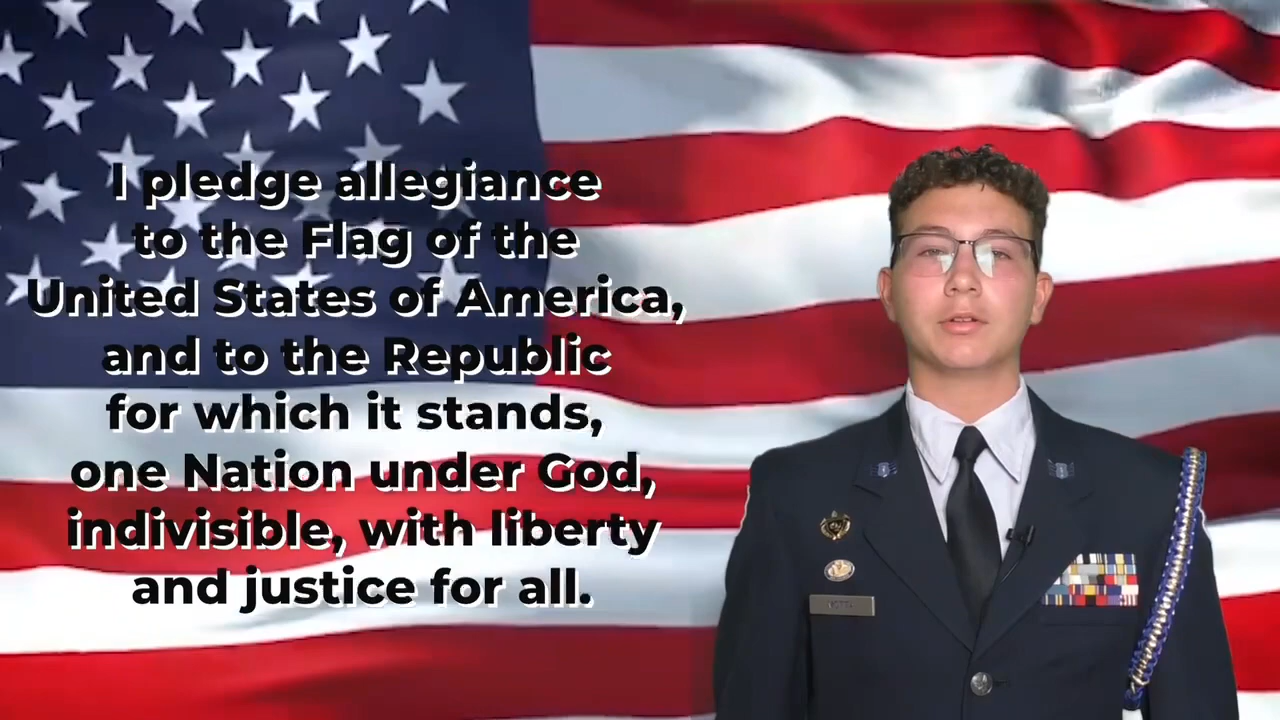 I pledge allegiance
to the Flag of the
United States of America,
and to the Republic
for which it stands,
one Nation under God,
indivisible, with liberty
and justice for all.